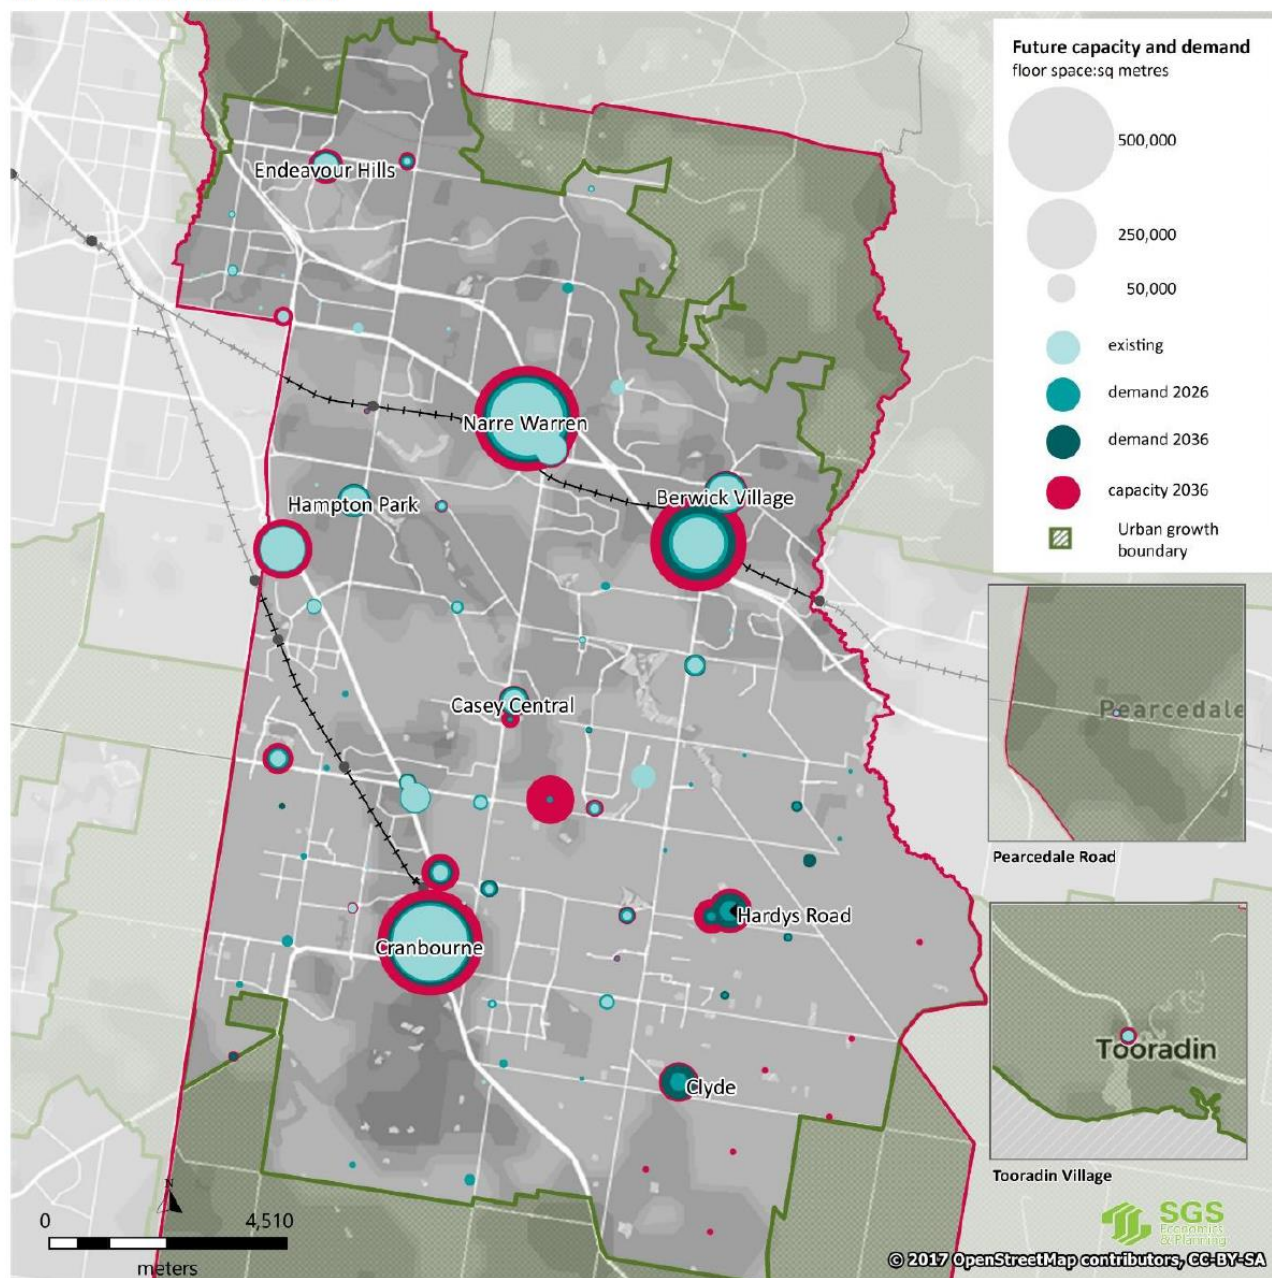 Future capacity and demand
floor space:sq metres
500,000
250,000
50,000
existing
demand 2026
demand 2036
capacity 2036
Urban growth
boundary
Endeavour Hills
Narre Warren
Hampton Park
Berwick Village
Casey Central
Hardys Road
Cranbourne
Clyde
Pearcedale
Pearcedale Road
Tooradin
Tooradin Village
N
0 4,510
meters
SGS
Economics
& Planning
© 2017 OpenStreetMap contributors, CC-BY-SA